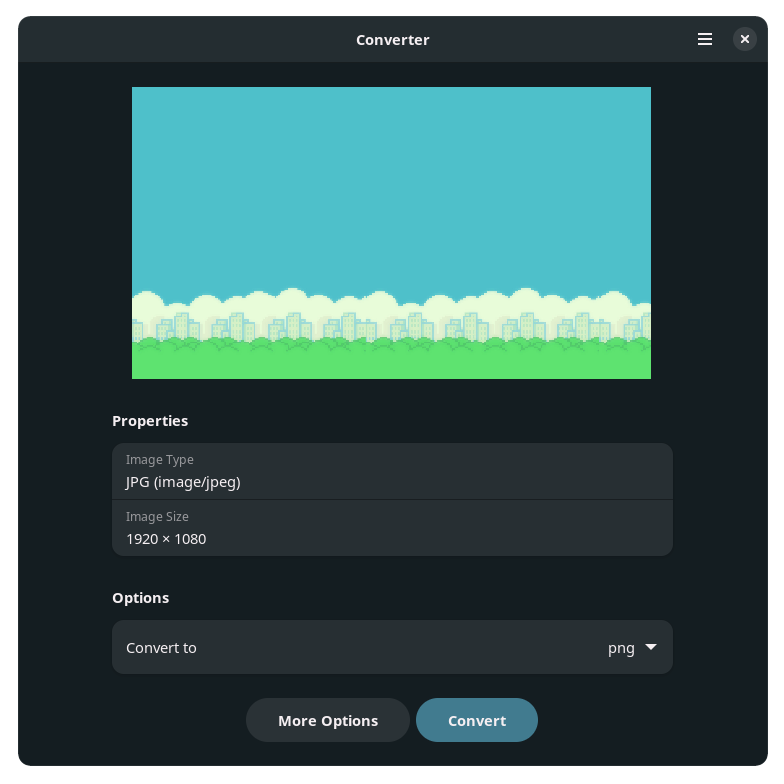 Converter
Properties
Image Type
JPG (image/jpeg)
Image Size
1920 × 1080
Options
Convert to png
More Options Convert